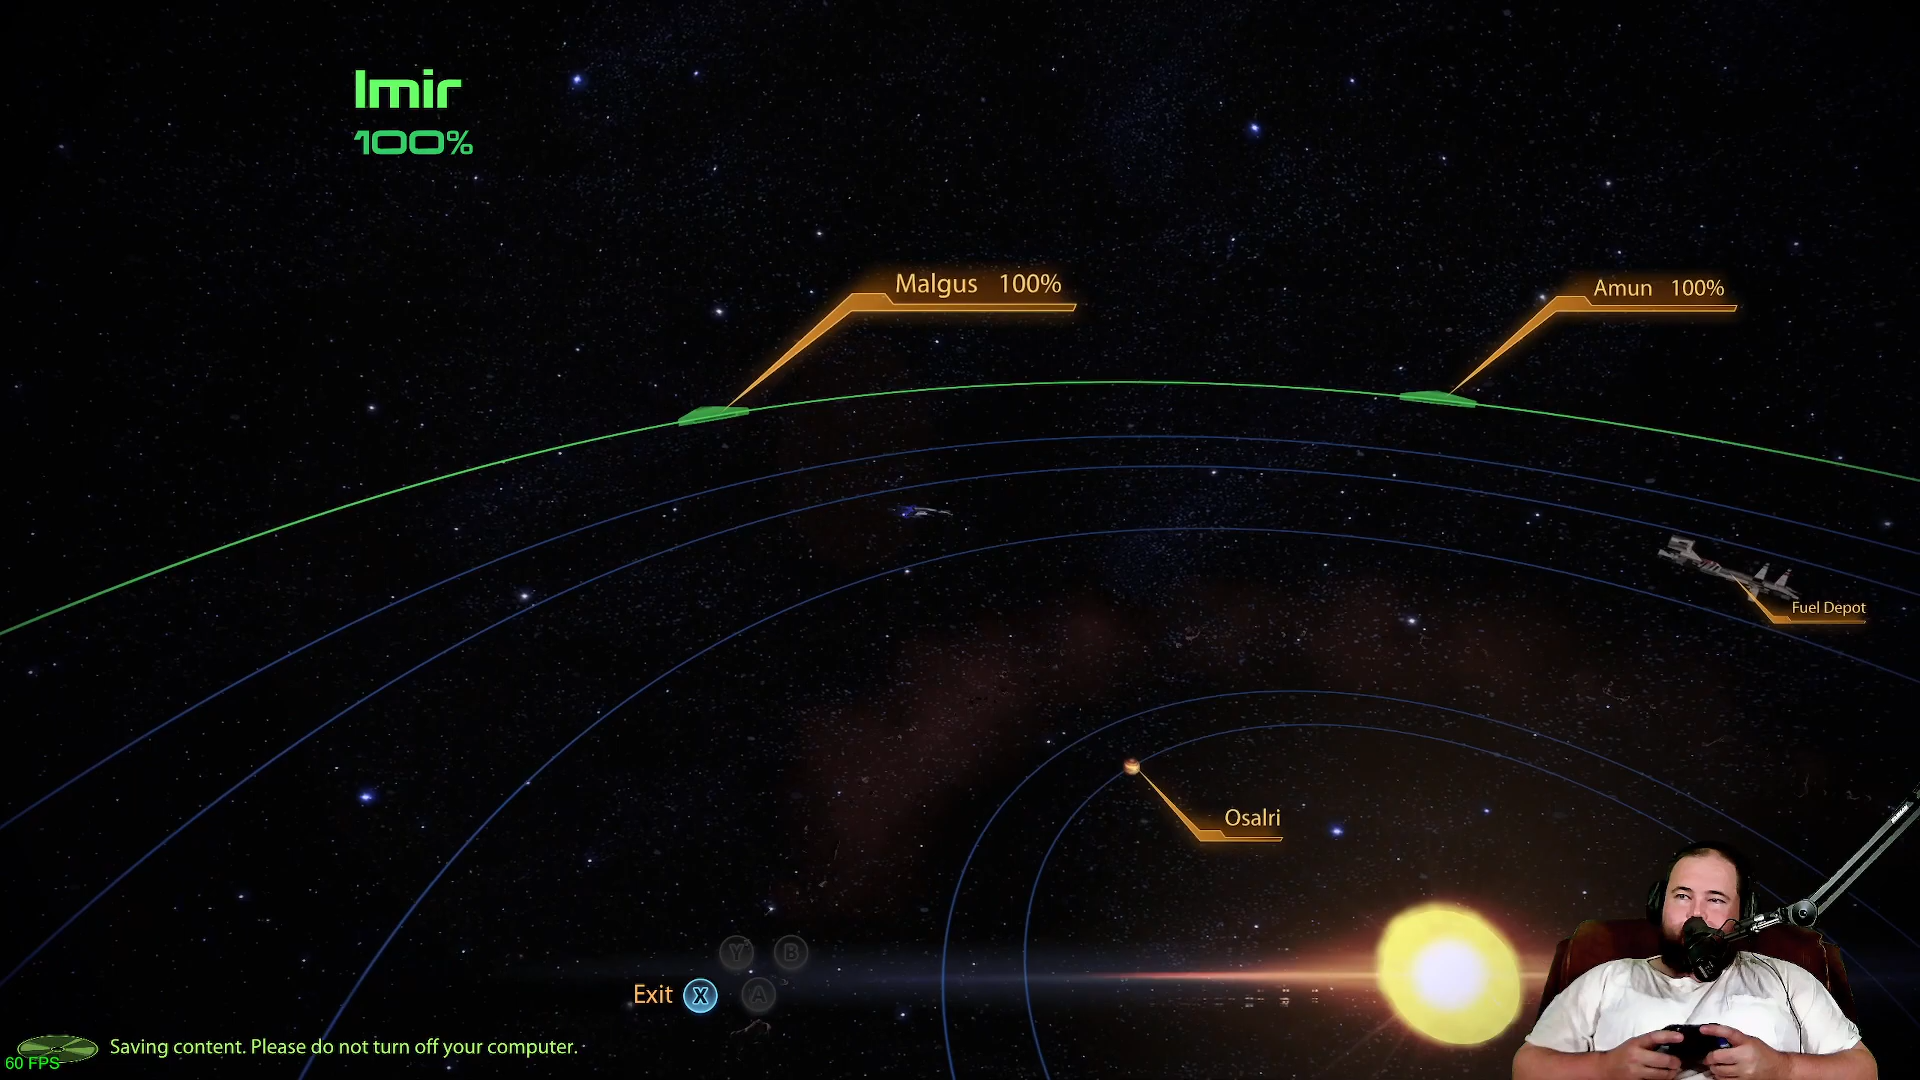 Imir
100%
Malgus 100%
Amun 100%
Fuel Depot
Osalri
Y B
Exit X A
Saving content. Please do not turn off your computer.
60 FPS